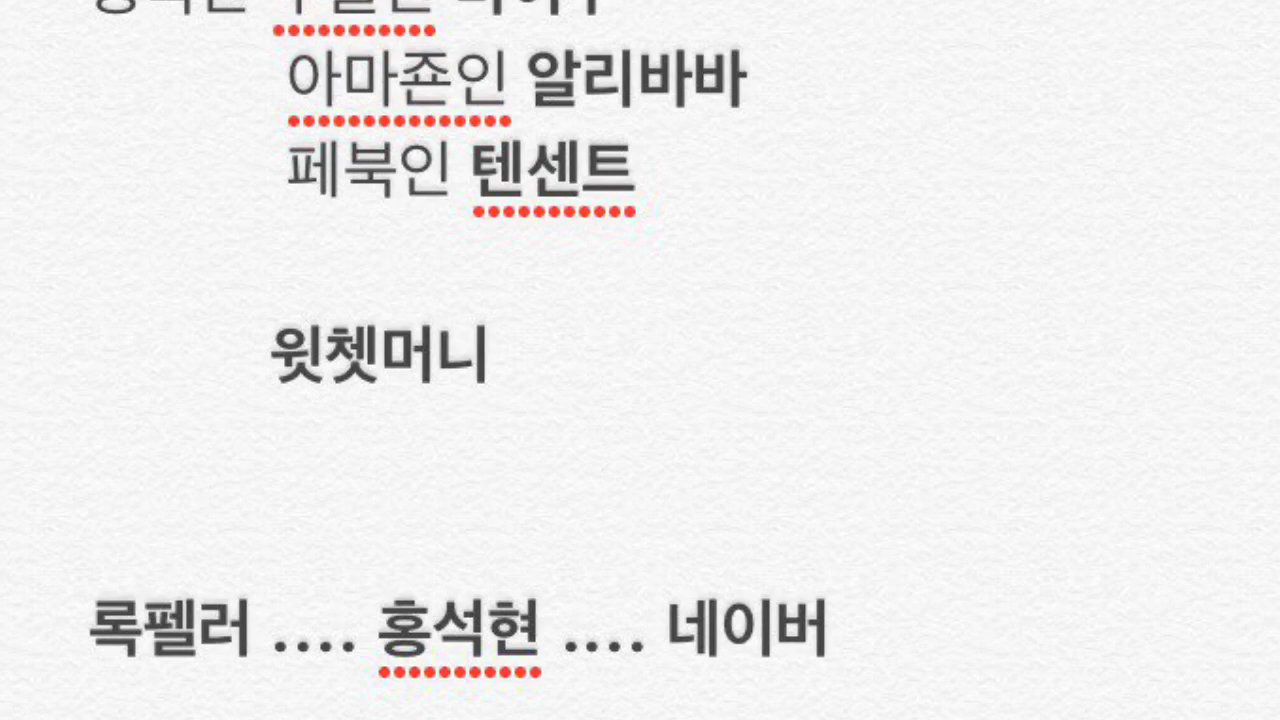 아마죤인 알리바바
페북인 텐센트
윗쳇머니
록펠러 .... 홍석현 .... 네이버